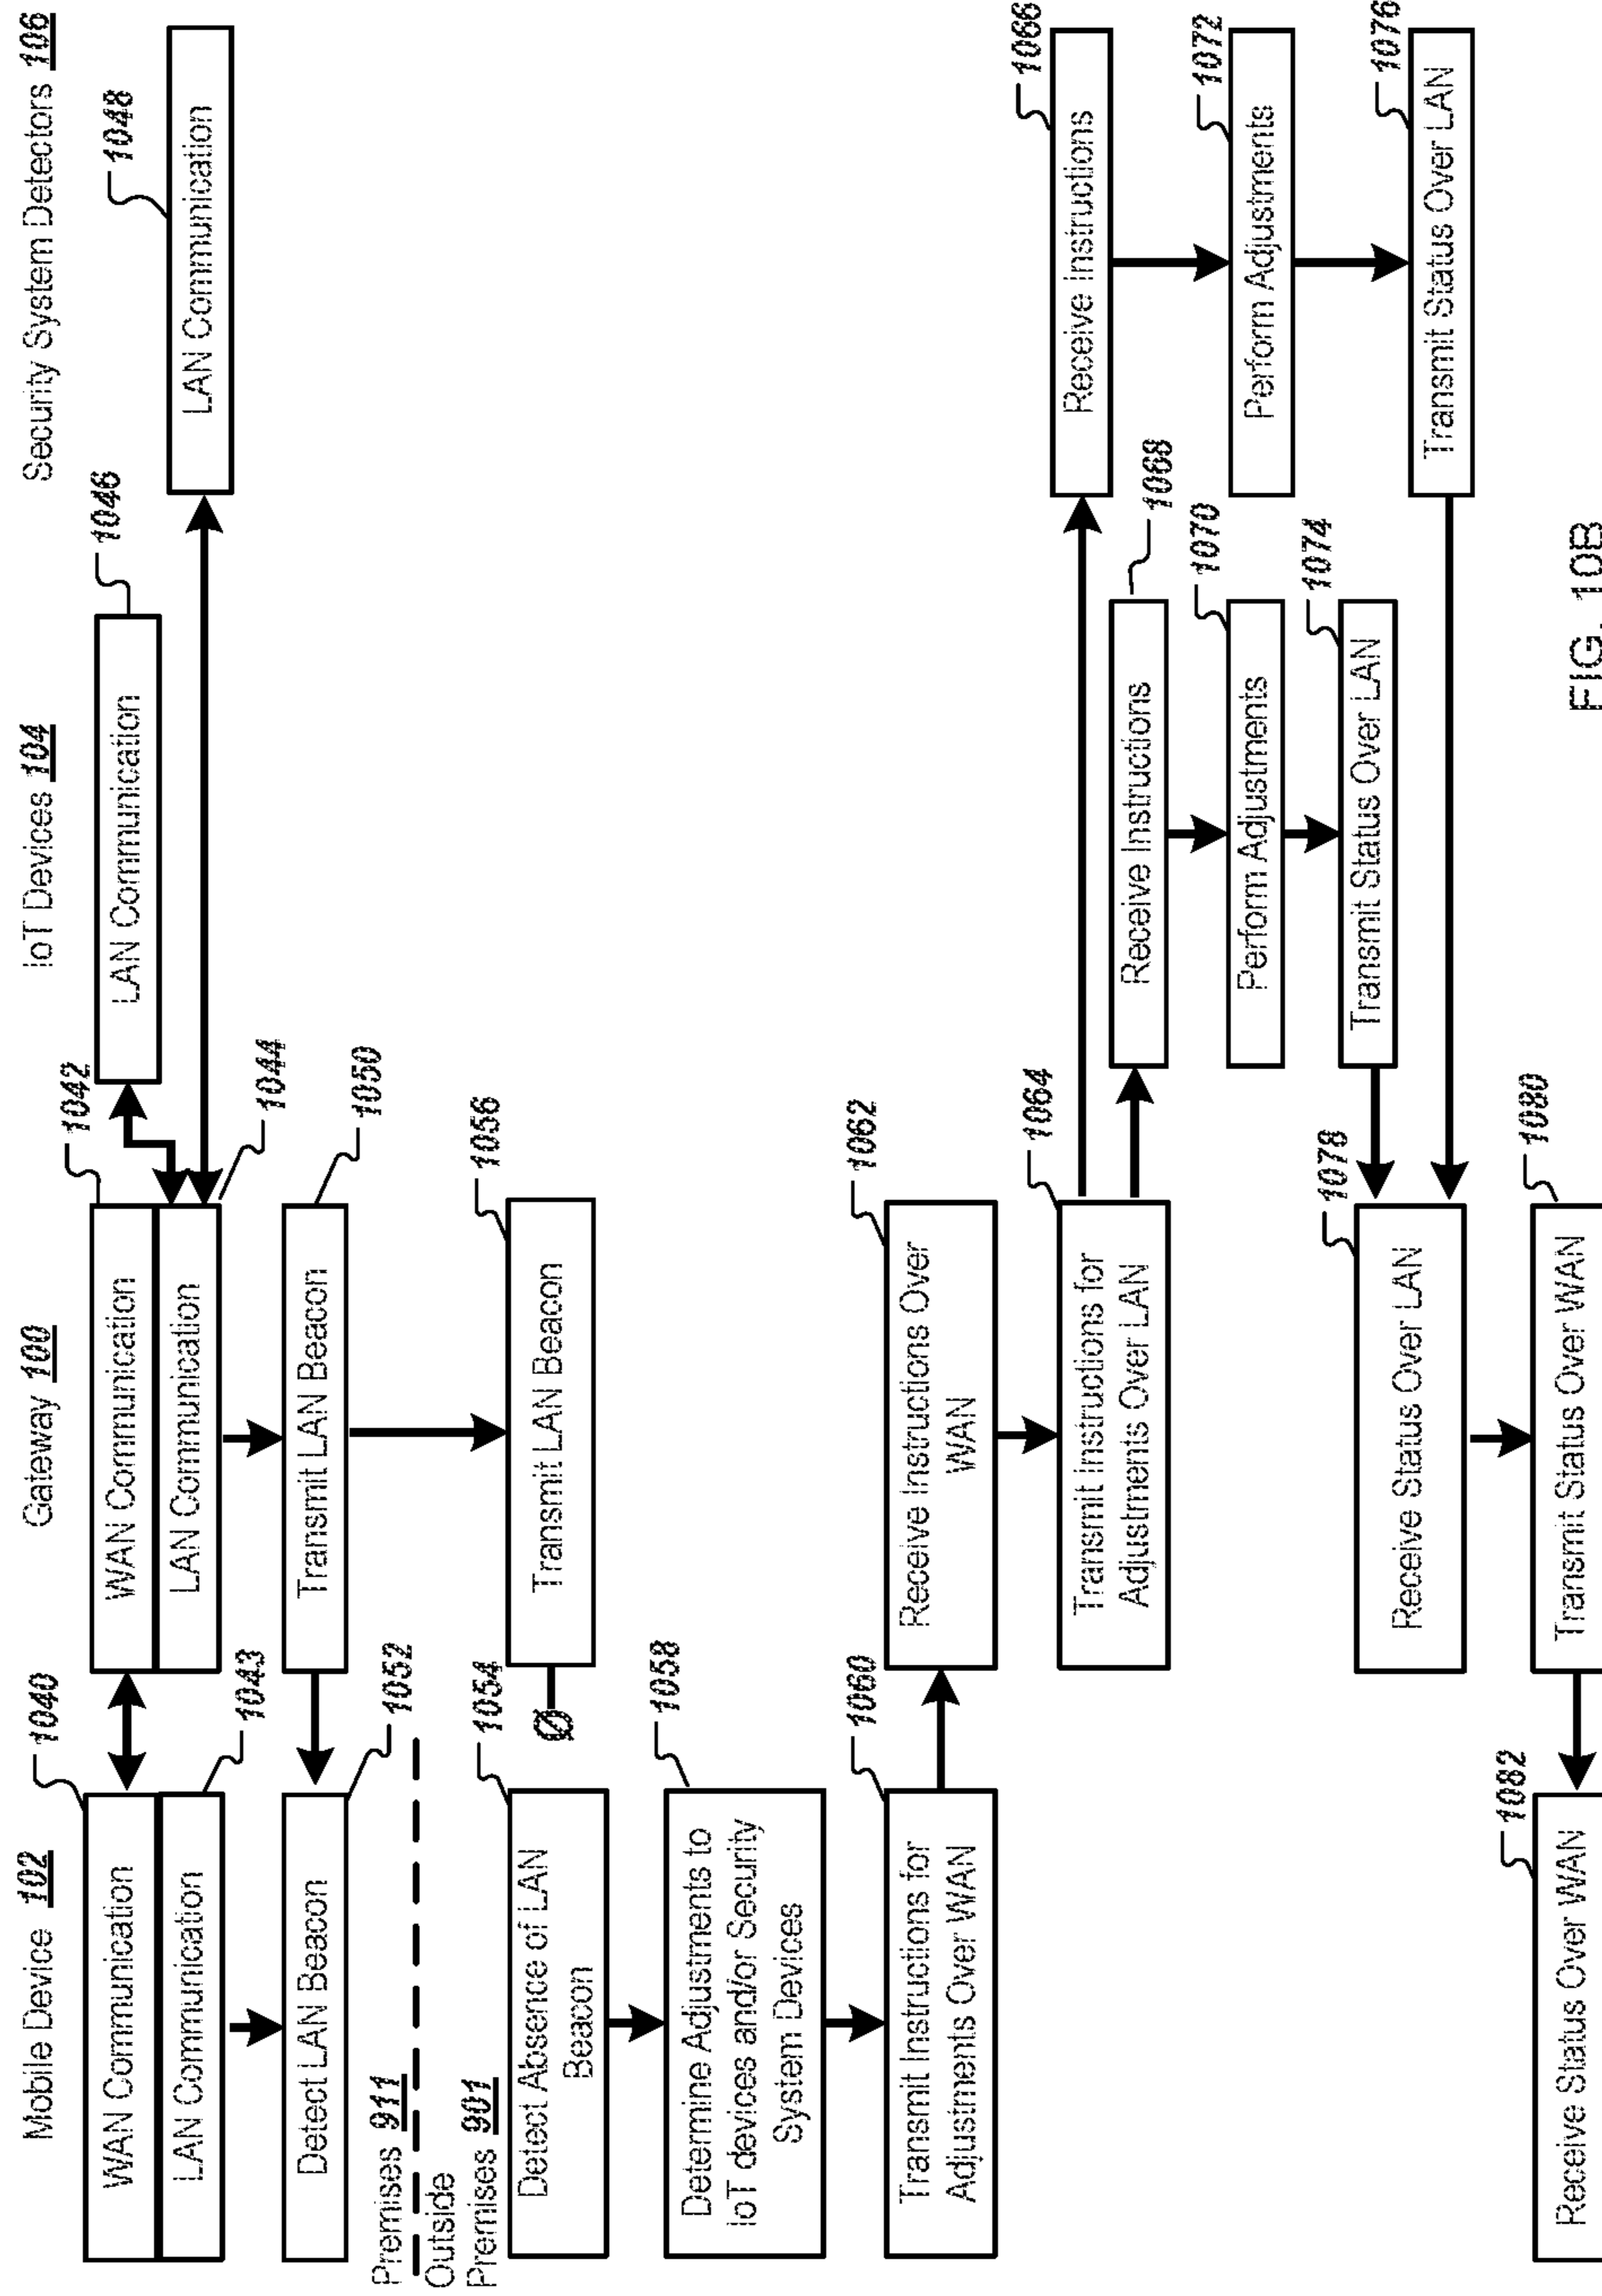 Mobile Device 102
Gateway 100
IoT Devices 104
Security System Detectors 106
1040
WAN Communication
1043
LAN Communication
1042
WAN Communication
1044
LAN Communication
1046
LAN Communication
1048
LAN Communication
1050
Transmit LAN Beacon
1052
Detect LAN Beacon
Premises 911
Outside
Premises 901
1054
Detect Absence of LAN
Beacon
1056
Transmit LAN Beacon
Ø
1058
Determine Adjustments to
IoT devices and/or Security
System Devices
1060
Transmit Instructions for
Adjustments Over WAN
1062
Receive Instructions Over
WAN
1064
Transmit Instructions for
Adjustments Over LAN
1066
Receive Instructions
1068
Receive Instructions
1070
Perform Adjustments
1072
Perform Adjustments
1074
Transmit Status Over LAN
1076
Transmit Status Over LAN
1078
Receive Status Over LAN
1080
Transmit Status Over WAN
1082
Receive Status Over WAN
FIG. 10B